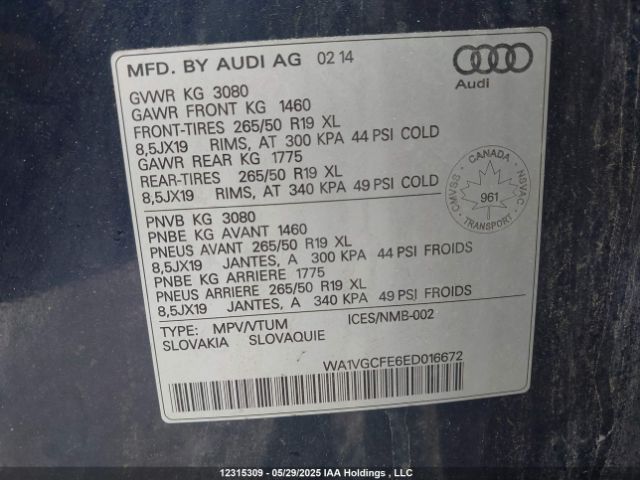 MFD. BY AUDI AG 02 14
Audi
GVWR KG 3080
GAWR FRONT KG 1460
FRONT-TIRES 265/50 R19 XL
8,5JX19 RIMS, AT 300 KPA 44 PSI COLD
GAWR REAR KG 1775
REAR-TIRES 265/50 R19 XL
8,5JX19 RIMS, AT 340 KPA 49 PSI COLD
CANADA
CMVSS
NSVAC
961
TRANSPORT
PNVB KG 3080
PNBE KG AVANT 1460
PNEUS AVANT 265/50 R19 XL
8,5JX19 JANTES, A 300 KPA 44 PSI FROIDS
PNBE KG ARRIERE 1775
PNEUS ARRIERE 265/50 R19 XL
8,5JX19 JANTES, A 340 KPA 49 PSI FROIDS
TYPE: MPV/VTUM ICES/NMB-002
SLOVAKIA SLOVAQUIE
WA1VGCFE6ED016672
12315309 - 05/29/2025 IAA Holdings , LLC